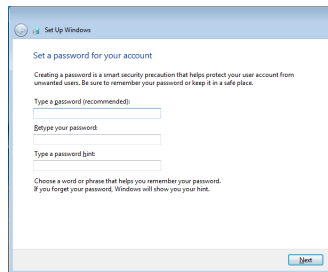 Set Up Windows
Set a password for your account
Creating a password is a smart security precaution that helps protect your user account from
unwanted users. Be sure to remember your password or keep it in a safe place.
Type a password (recommended):
Retype your password:
Type a password hint:
Choose a word or phrase that helps you remember your password.
If you forget your password, Windows will show you your hint.
Next